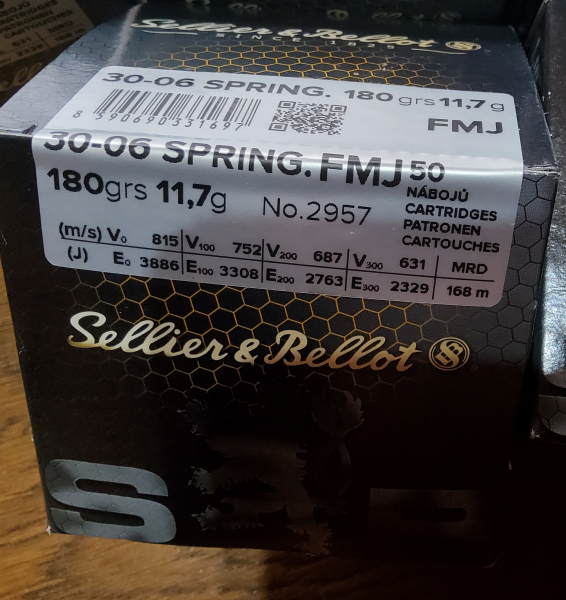 Sellier & Bellot
SINCE 1825
30-06 SPRING. 180 grs 11,7 g
8 590690 331697
FMJ
30-06 SPRING. FMJ 50
180grs 11,7g No.2957
NÁBOJŮ
CARTRIDGES
PATRONEN
CARTOUCHES
(m/s) V0 815 V100 752 V200 687 V300 631 MRD
(J) E0 3886 E100 3308 E200 2763 E300 2329 168 m
Sellier & Bellot
S